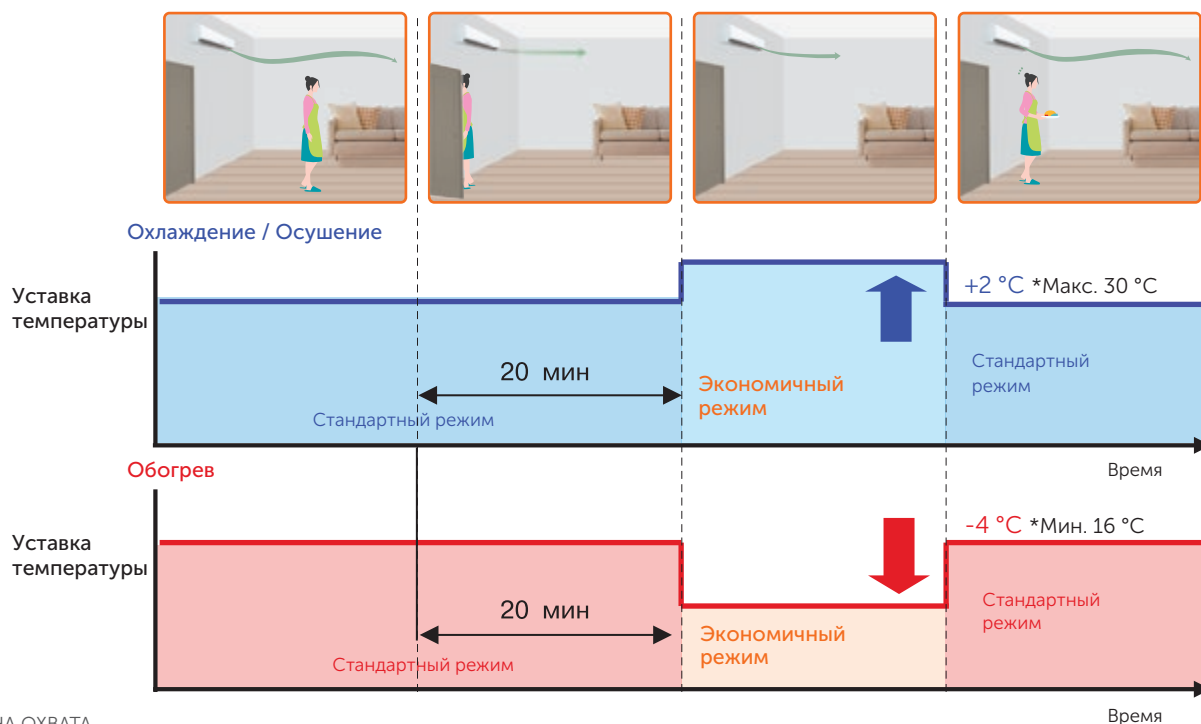 Охлаждение / Осушение
Уставка
температуры
+2 °C *Макс. 30 °C
20 мин
Экономичный
режим
Стандартный
режим
Стандартный режим
Время
Обогрев
Уставка
температуры
-4 °C *Мин. 16 °C
20 мин
Экономичный
режим
Стандартный
режим
Стандартный режим
Время
ОХВАТА